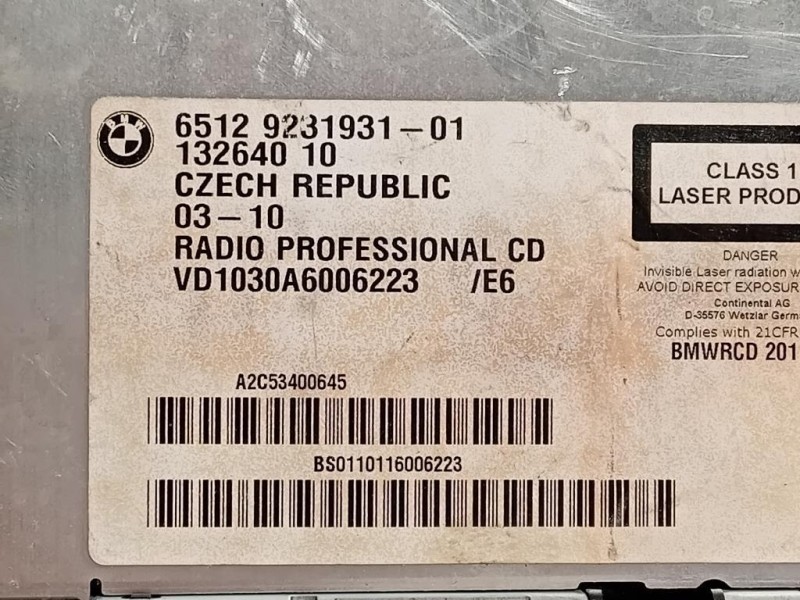 BMW
6512 9231931-01
132640 10
CZECH REPUBLIC
03-10
RADIO PROFESSIONAL CD
VD1030A6006223 /E6
A2C53400645
BS0110116006223
CLASS 1
LASER PROD
DANGER
Invisible Laser radiation w
AVOID DIRECT EXPOSUR
Continental AG
D-35576 Wetzlar Germ
Complies with 21CFR
BMWRCD 201